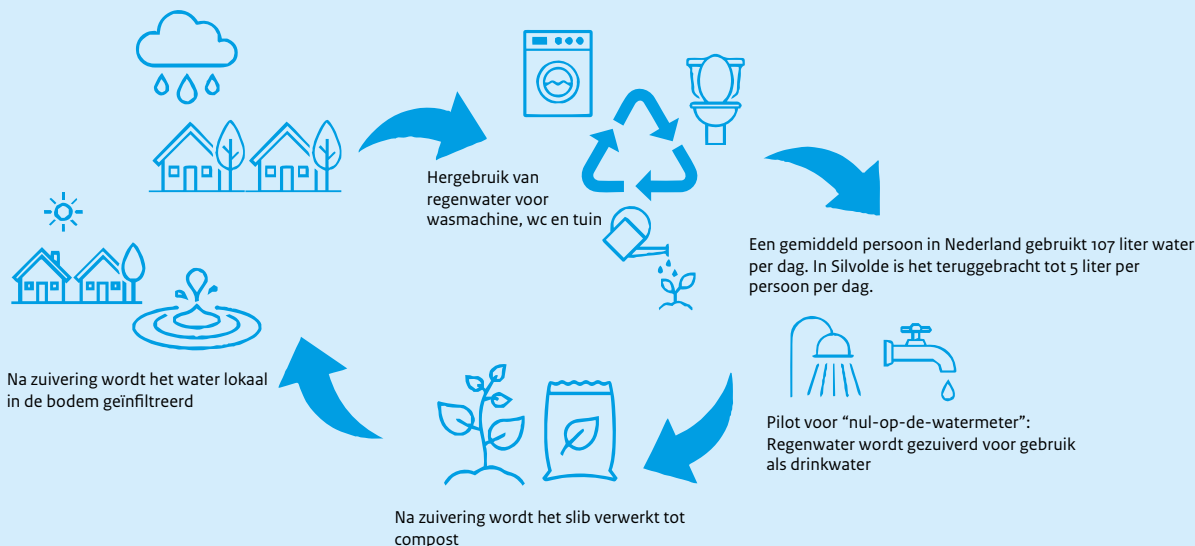 Hergebruik van
regenwater voor
wasmachine, wc en tuin
Een gemiddeld persoon in Nederland gebruikt 107 liter water
per dag. In Silvolde is het teruggebracht tot 5 liter per
persoon per dag.
Pilot voor “nul-op-de-watermeter”:
Regenwater wordt gezuiverd voor gebruik
als drinkwater
Na zuivering wordt het slib verwerkt tot
compost
Na zuivering wordt het water lokaal
in de bodem geïnfiltreerd